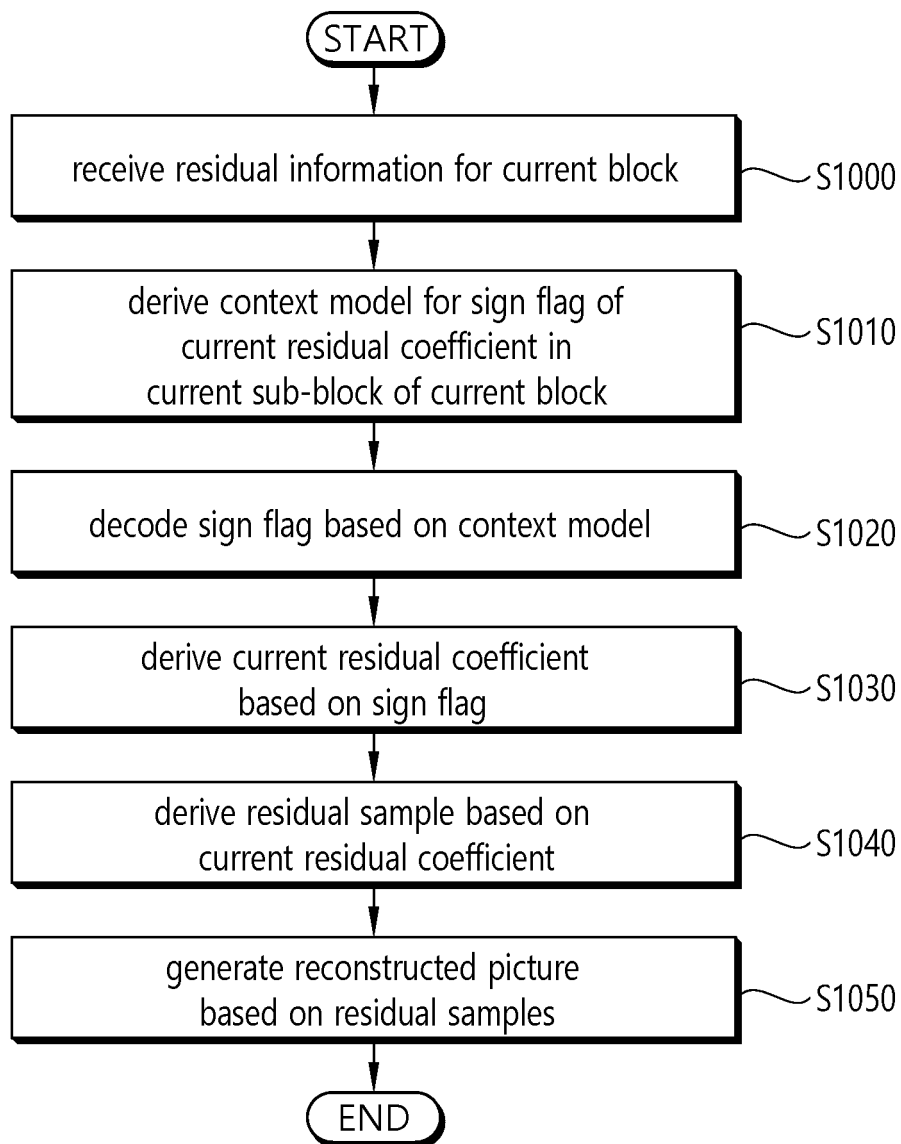 START
receive residual information for current block
S1000
derive context model for sign flag of
current residual coefficient in
current sub-block of current block
S1010
decode sign flag based on context model
S1020
derive current residual coefficient
based on sign flag
S1030
derive residual sample based on
current residual coefficient
S1040
generate reconstructed picture
based on residual samples
S1050
END